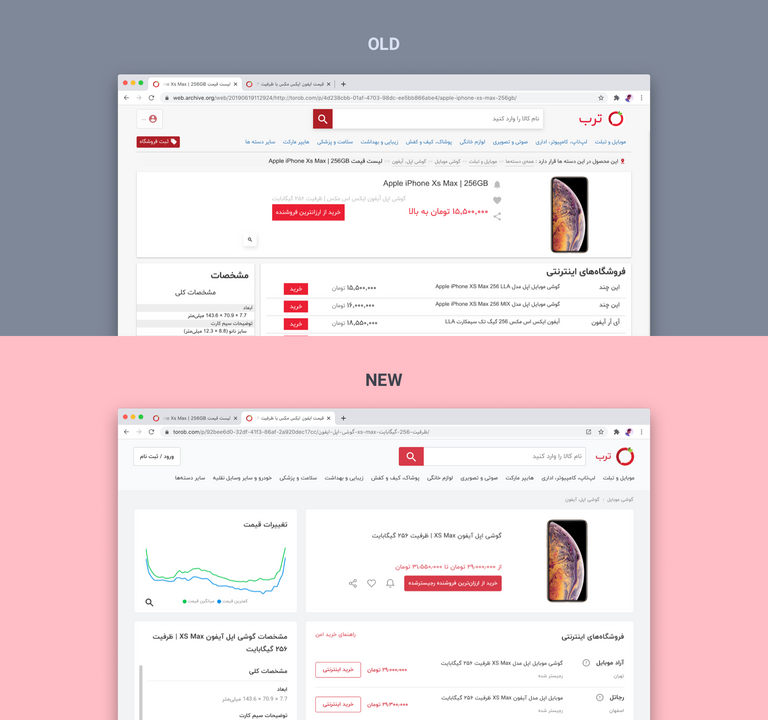 OLD
لیست قیمت Xs Max | 256GB
قیمت آیفون ایکس مکس با ظرفیت
web.archive.org/web/20190619112924/http://torob.com/p/4d238cbb-01af-4703-98dc-ee5bb866abe4/apple-iphone-xs-max-256gb/
ترب
نام کالا را وارد کنید
موبایل و تبلت
لپ‌تاپ، کامپیوتر، اداری
صوتی و تصویری
لوازم خانگی
پوشاک، کیف و کفش
زیبایی و بهداشت
سلامت و پزشکی
هایپر مارکت
سایر دسته ها
ثبت فروشگاه
این محصول در این دسته ها قرار دارد : همه‌ی دسته‌ها — موبایل و تبلت — گوشی موبایل — گوشی اپل، آیفون — لیست قیمت Apple iPhone Xs Max | 256GB
Apple iPhone Xs Max | 256GB
گوشی اپل آیفون ایکس اس مکس | ظرفیت ۲۵۶ گیگابایت
۱۵,۵۰۰,۰۰۰ تومان به بالا
خرید از ارزانترین فروشنده
فروشگاه‌های اینترنتی
این چند
گوشی موبایل اپل مدل Apple iPhone XS Max 256 LLA
۱۵,۵۰۰,۰۰۰ تومان
خرید
این چند
گوشی موبایل اپل مدل Apple iPhone XS Max 256 MIX
۱۶,۰۰۰,۰۰۰ تومان
خرید
آی آر آیفون
آیفون ایکس اس مکس 256 گیگ تک سیمکارت LLA
۱۸,۵۵۰,۰۰۰ تومان
خرید
مشخصات
مشخصات کلی
ابعاد
7.7 × 70.9 × 143.6 میلی‌متر
توضیحات سیم کارت
سایز نانو (8.8 × 12.3 میلی‌متر)
NEW
لیست قیمت Xs Max | 256GB
قیمت آیفون ایکس مکس با ظرفیت
torob.com/p/92bee6d0-32df-41f3-86af-2a920dec17cc/گوشی-اپل-ایفون-xs-max-ظرفیت-256-گیگابایت/
ترب
نام کالا را وارد کنید
ورود / ثبت نام
موبایل و تبلت
لپ‌تاپ، کامپیوتر، اداری
هایپر مارکت
صوتی و تصویری
لوازم خانگی
پوشاک، کیف و کفش
زیبایی و بهداشت
سلامت و پزشکی
خودرو و سایر وسایل نقلیه
سایر دسته‌ها
گوشی موبایل
گوشی اپل، آیفون
گوشی اپل آیفون XS Max | ظرفیت ۲۵۶ گیگابایت
از ۲۹٫۰۰۰٫۰۰۰ تومان تا ۳۱٫۵۵۰٫۰۰۰ تومان
خرید از ارزان‌ترین فروشنده رجیسترشده
تغییرات قیمت
کمترین قیمت
میانگین قیمت
فروشگاه‌های اینترنتی
راهنمای خرید امن
آراد موبایل
تهران
گوشی موبایل اپل مدل XS Max ظرفیت ۲۵۶ گیگابایت
رجیستر شده
۲۹٫۰۰۰٫۰۰۰ تومان
خرید اینترنتی
رجائل
اصفهان
موبایل اپل مدل آیفون XS Max ظرفیت ۲۵۶ گیگابایت
رجیستر شده
۲۹٫۳۰۰٫۰۰۰ تومان
خرید اینترنتی
مشخصات گوشی اپل آیفون XS Max | ظرفیت
۲۵۶ گیگابایت
مشخصات کلی
ابعاد
7.7 × 70.9 × 143.6 میلی‌متر
توضیحات سیم کارت